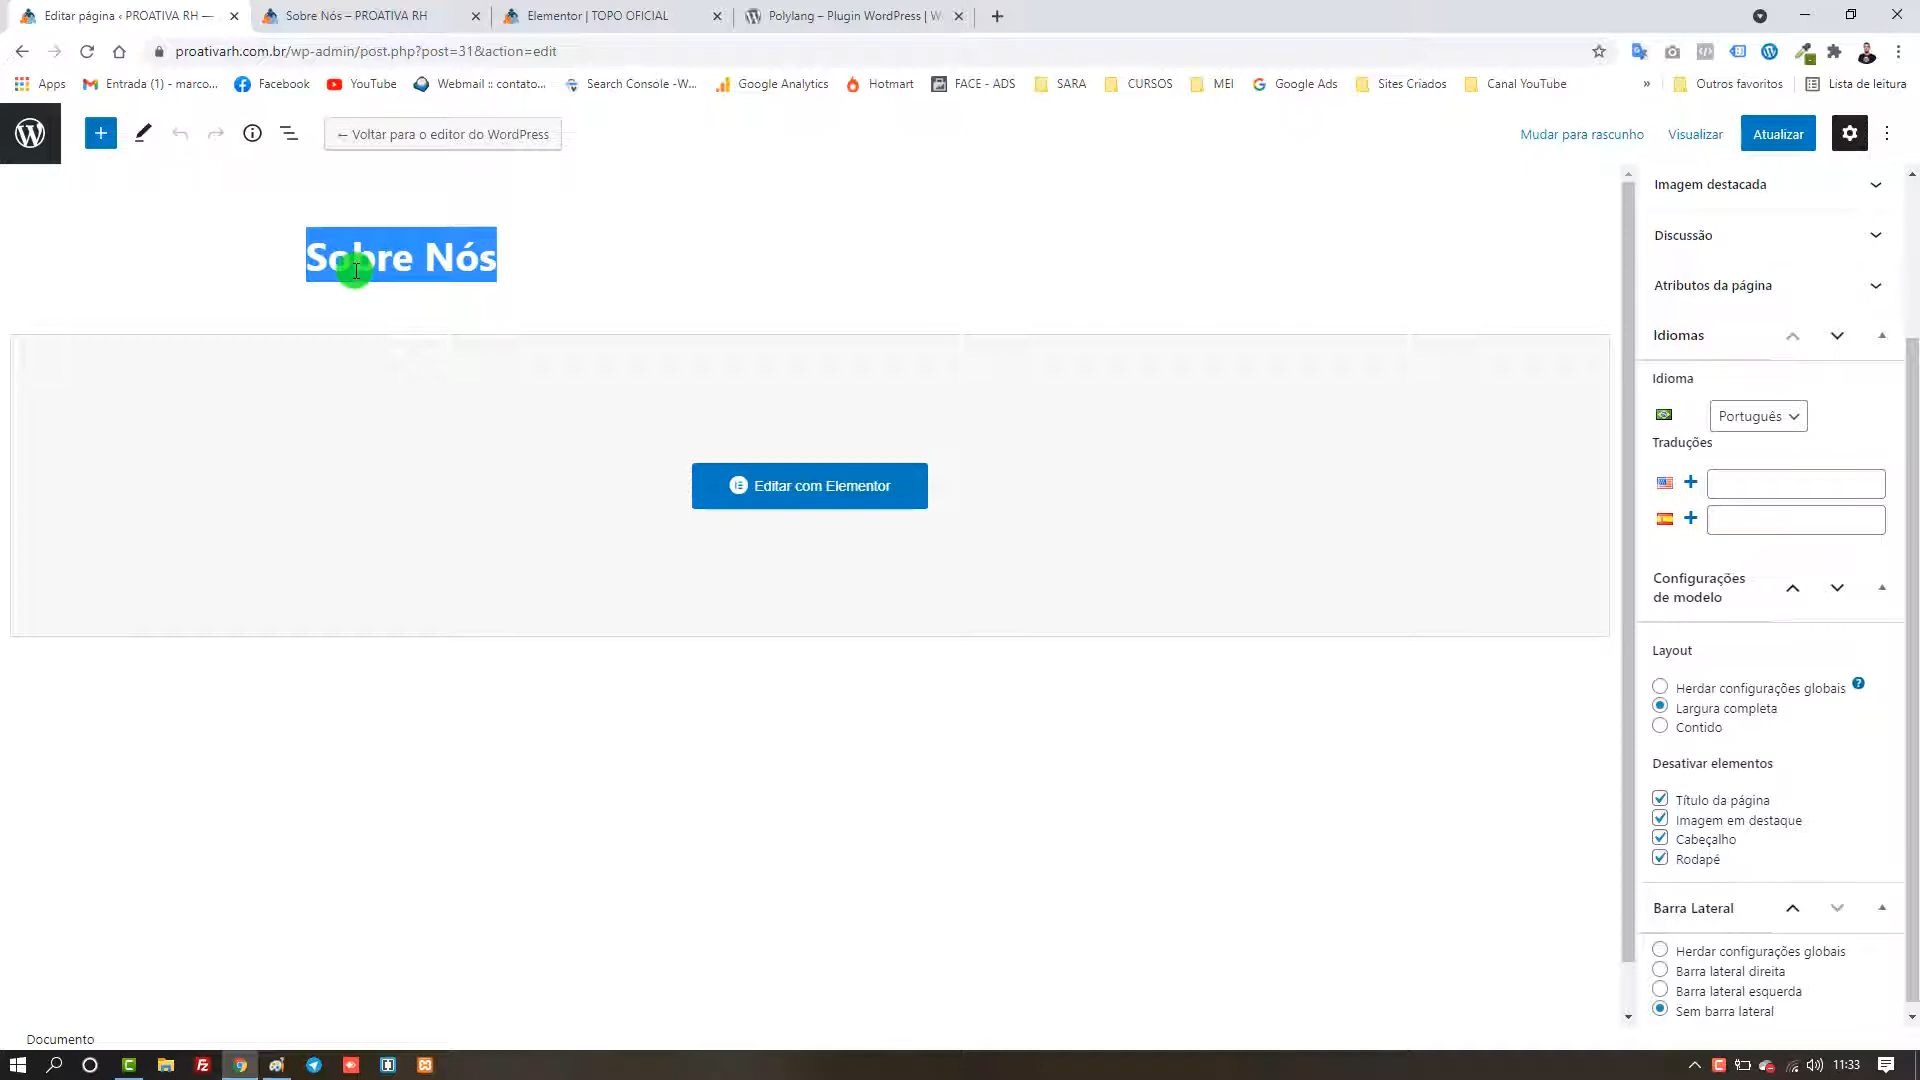 Editar página ‹ PROATIVA RH —
Sobre Nós – PROATIVA RH
Elementor | TOPO OFICIAL
Polylang – Plugin WordPress | W
proativarh.com.br/wp-admin/post.php?post=31&action=edit
Apps
Entrada (1) - marco...
Facebook
YouTube
Webmail :: contato...
Search Console -W...
Google Analytics
Hotmart
FACE - ADS
SARA
CURSOS
MEI
Google Ads
Sites Criados
Canal YouTube
»
Outros favoritos
Lista de leitura
← Voltar para o editor do WordPress
Mudar para rascunho
Visualizar
Atualizar
Sobre Nós
Editar com Elementor
Imagem destacada
Discussão
Atributos da página
Idiomas
Idioma
Português
Traduções
Configurações
de modelo
Layout
Herdar configurações globais
Largura completa
Contido
Desativar elementos
Título da página
Imagem em destaque
Cabeçalho
Rodapé
Barra Lateral
Herdar configurações globais
Barra lateral direita
Barra lateral esquerda
Sem barra lateral
Documento
11:33